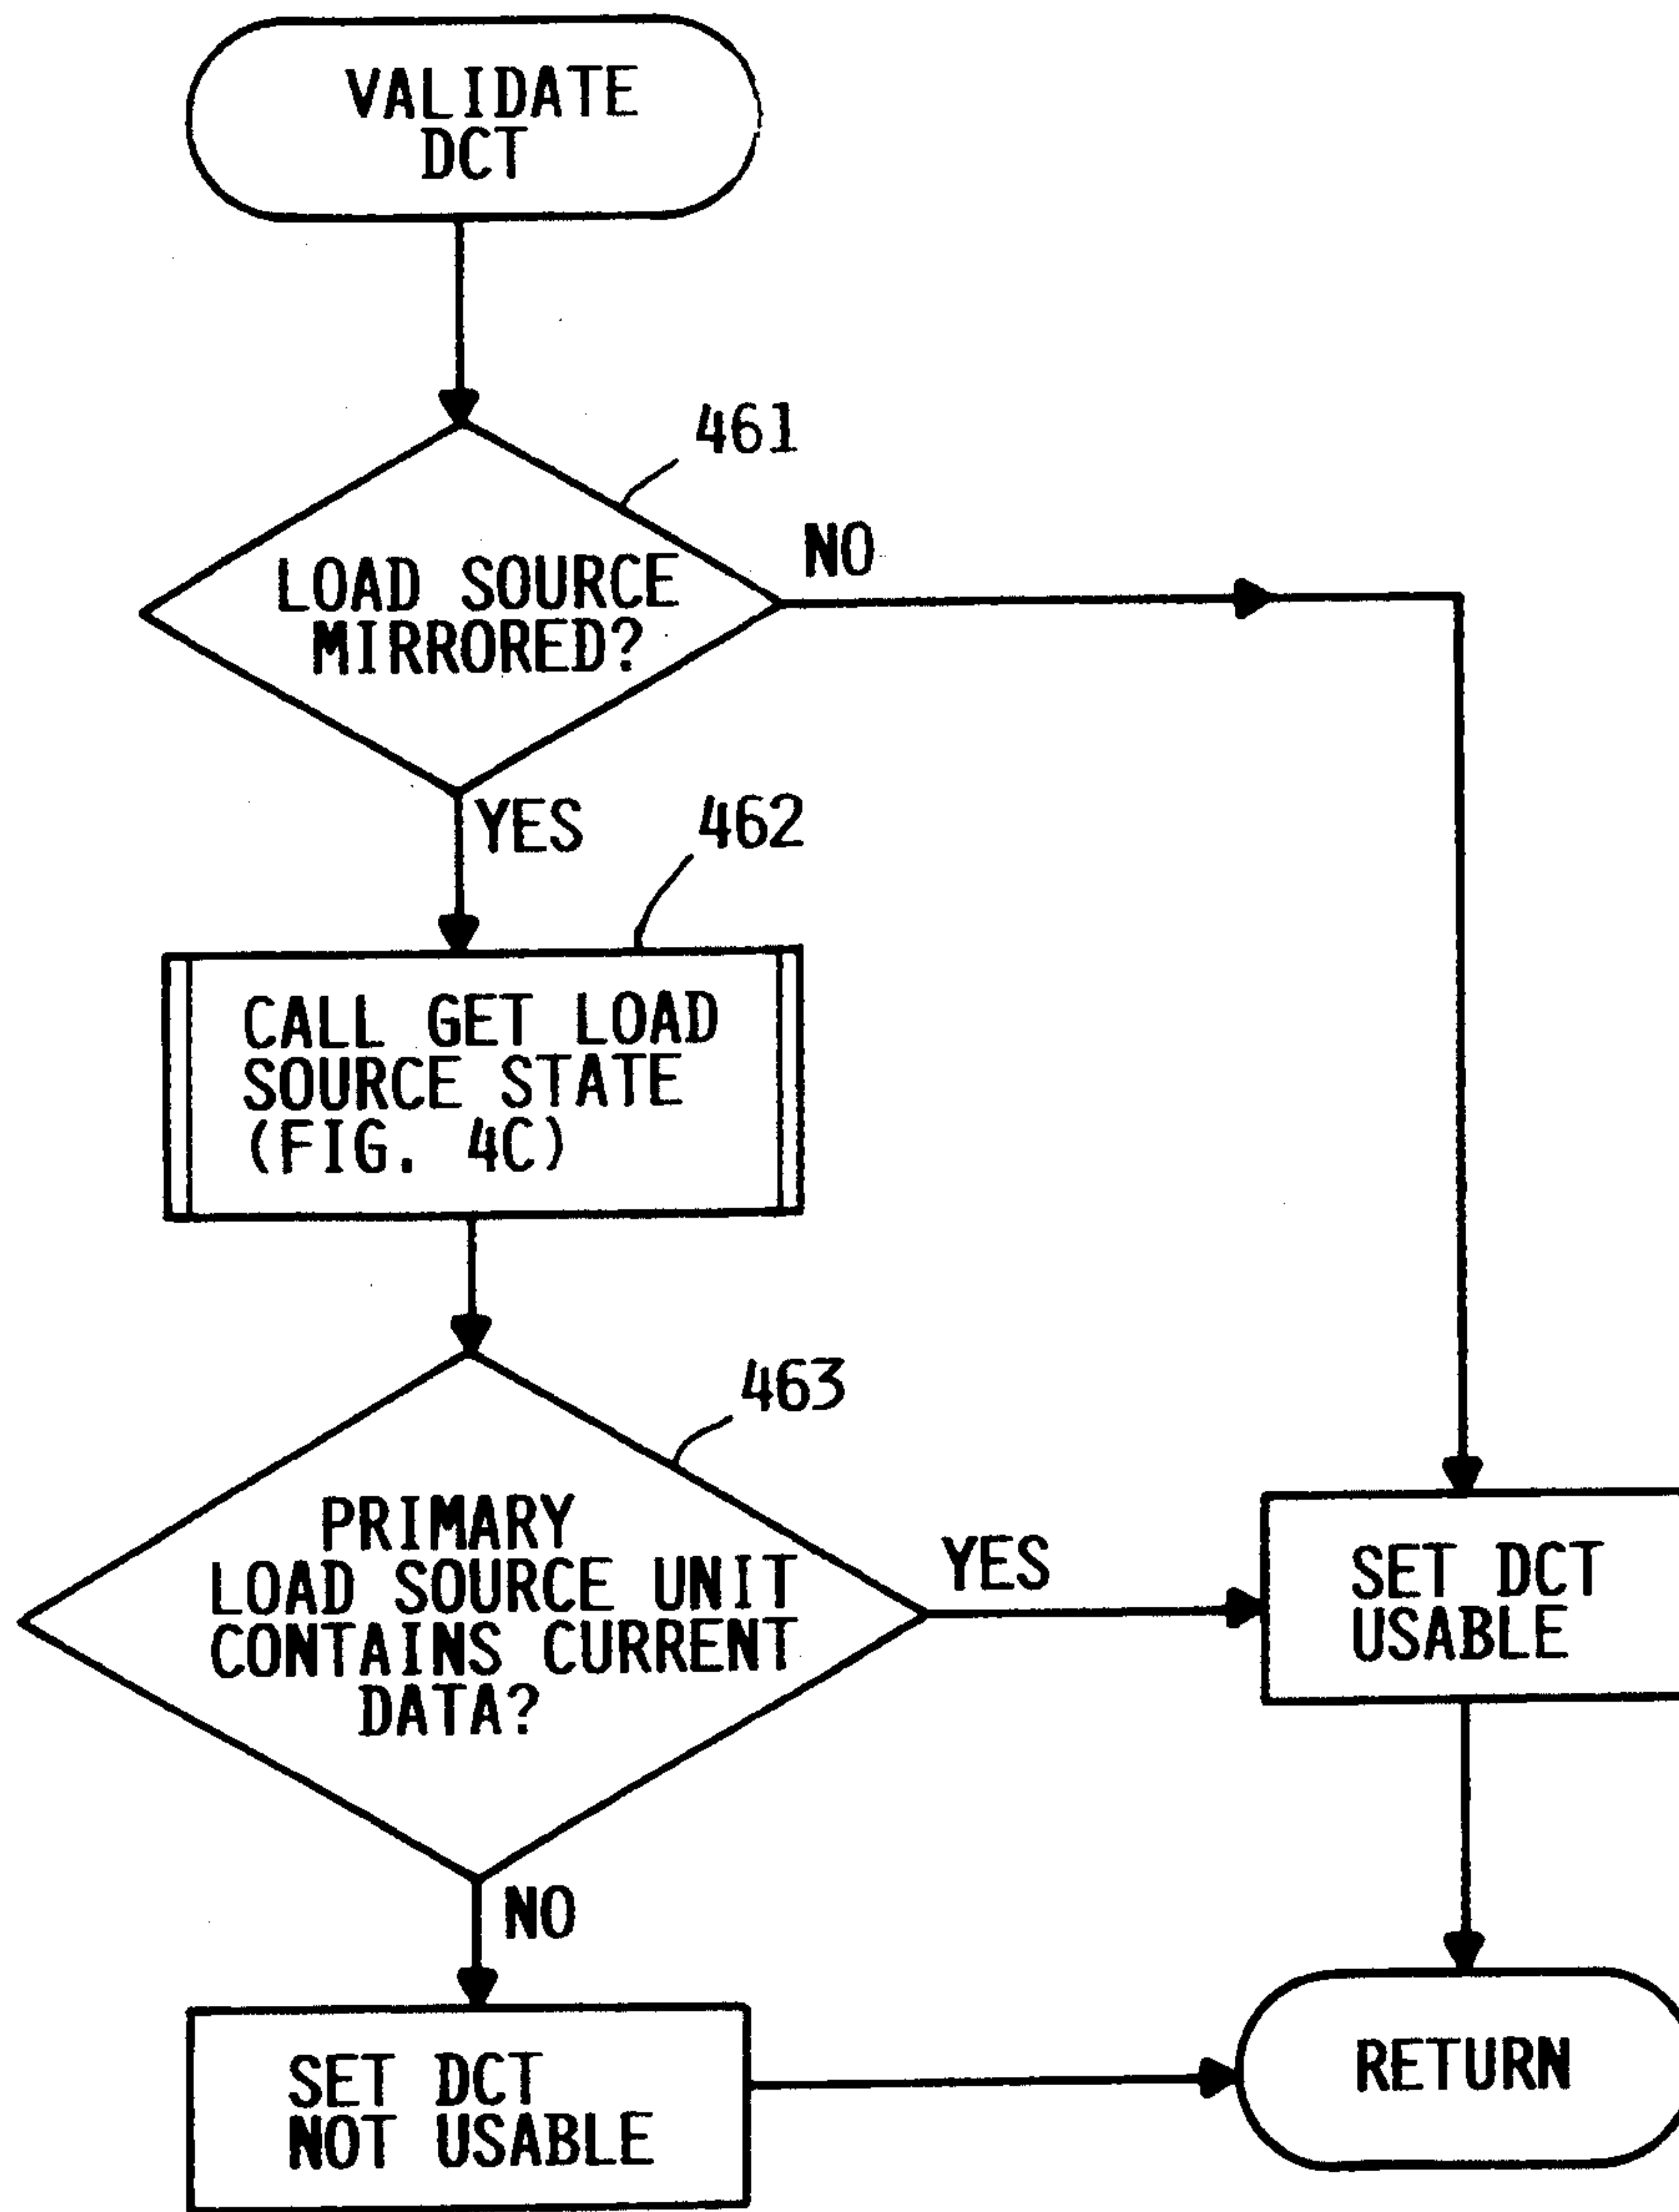 VALIDATE
DCT
461
LOAD SOURCE
MIRRORED?
NO
YES
462
CALL GET LOAD
SOURCE STATE
(FIG. 4C)
463
PRIMARY
LOAD SOURCE UNIT
CONTAINS CURRENT
DATA?
YES
SET DCT
USABLE
NO
SET DCT
NOT USABLE
RETURN